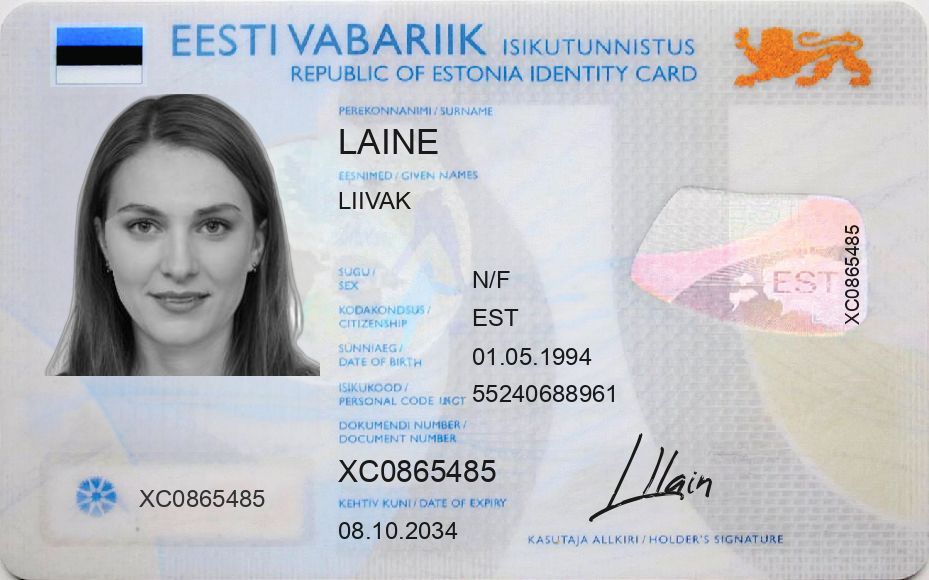 EESTI VABARIIK ISIKUTUNNISTUS
REPUBLIC OF ESTONIA IDENTITY CARD
PEREKONNANIMI / SURNAME
LAINE
EESNIMED / GIVEN NAMES
LIIVAK
SUGU /
SEX
N/F
KODAKONDSUS /
CITIZENSHIP
EST
SÜNNIAEG /
DATE OF BIRTH
01.05.1994
ISIKUKOOD /
PERSONAL CODE
55240688961
DOKUMENDI NUMBER /
DOCUMENT NUMBER
XC0865485
KEHTIV KUNI / DATE OF EXPIRY
08.10.2034
XC0865485
EST
XC0865485
Lllain
KASUTAJA ALLKIRI / HOLDER'S SIGNATURE